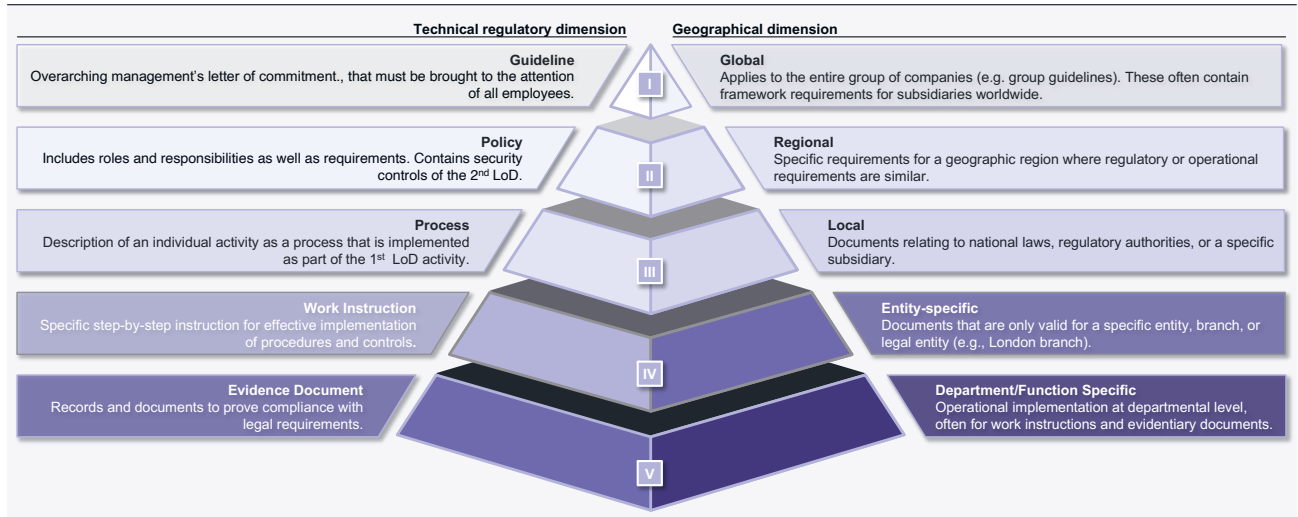 Technical regulatory dimension
Geographical dimension
Guideline
Overarching management's letter of commitment., that must be brought to the attention
of all employees.
I
Global
Applies to the entire group of companies (e.g. group guidelines). These often contain
framework requirements for subsidiaries worldwide.
Policy
Includes roles and responsibilities as well as requirements. Contains security
controls of the 2nd LoD.
II
Regional
Specific requirements for a geographic region where regulatory or operational
requirements are similar.
Process
Description of an individual activity as a process that is implemented
as part of the 1st LoD activity.
III
Local
Documents relating to national laws, regulatory authorities, or a specific
subsidiary.
Work Instruction
Specific step-by-step instruction for effective implementation
of procedures and controls.
IV
Entity-specific
Documents that are only valid for a specific entity, branch, or
legal entity (e.g., London branch).
Evidence Document
Records and documents to prove compliance with
legal requirements.
V
Department/Function Specific
Operational implementation at departmental level,
often for work instructions and evidentiary documents.